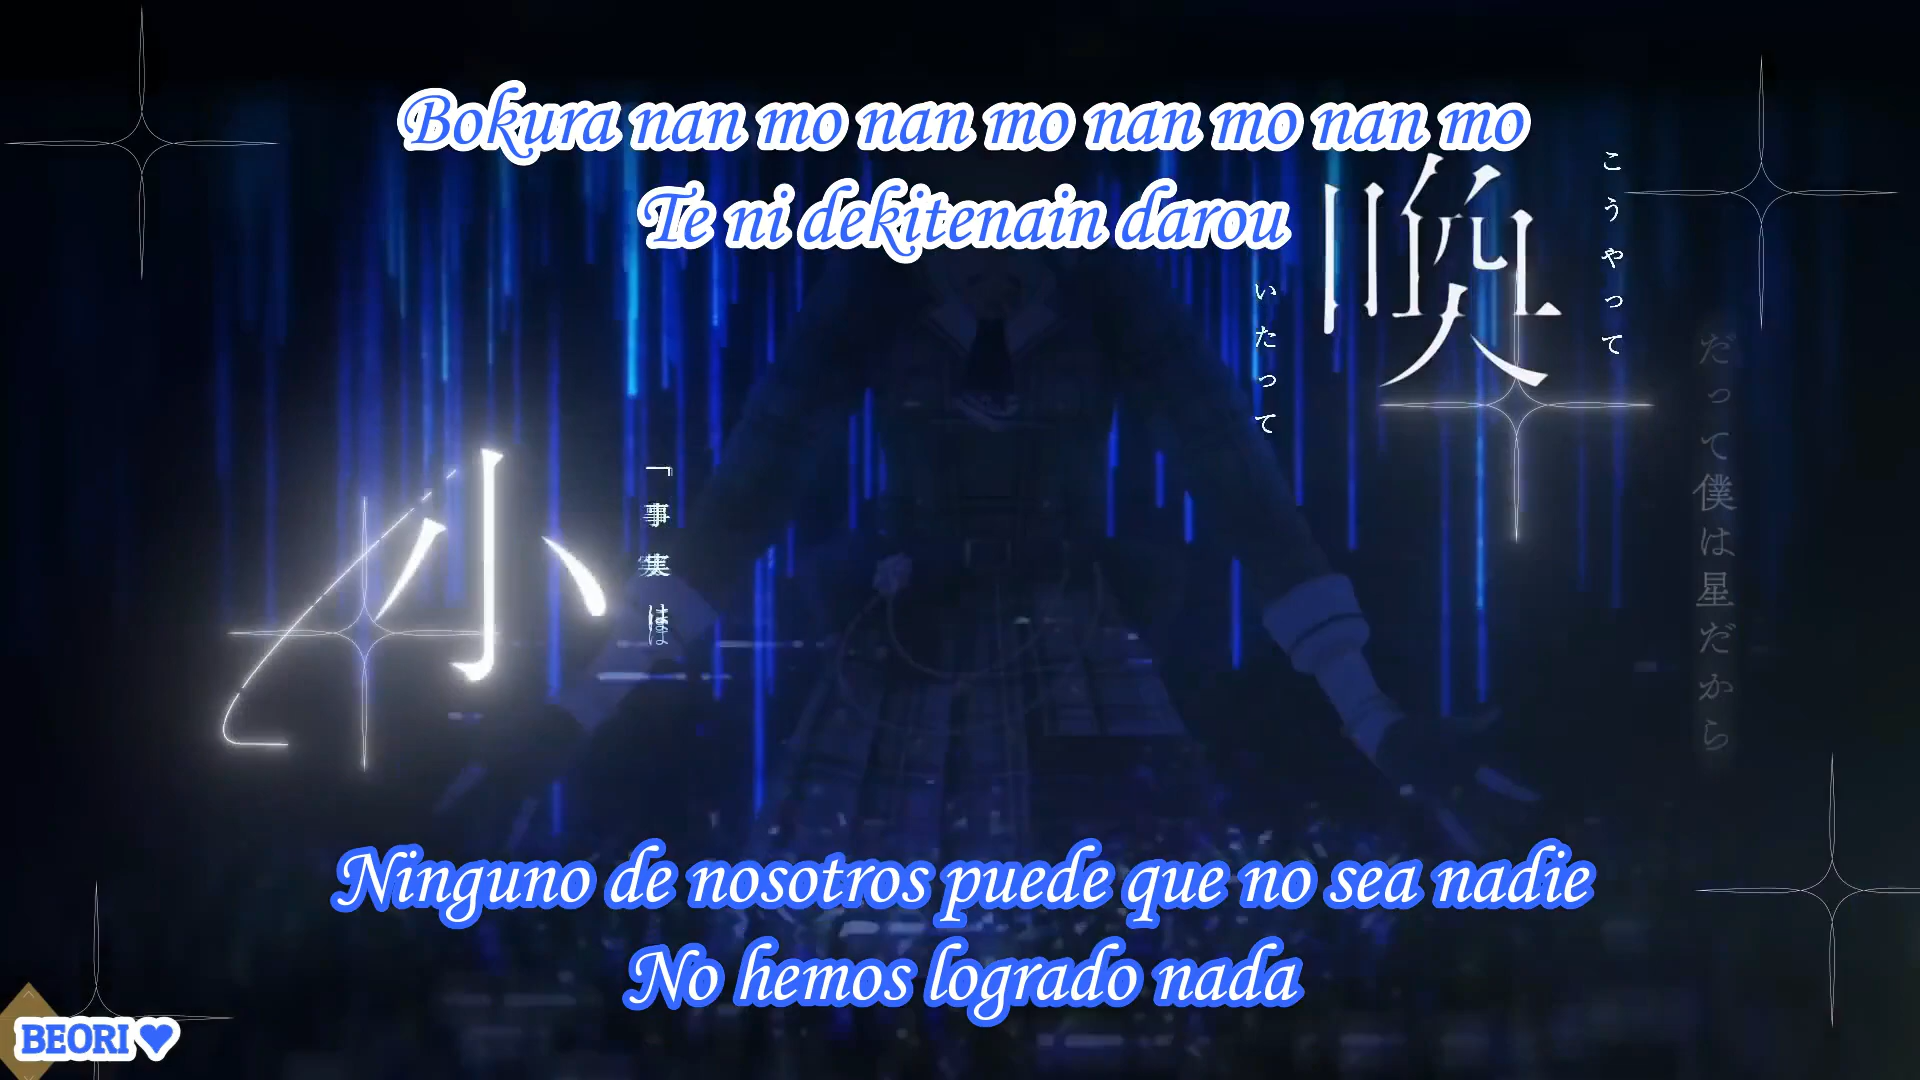 Bokura nan mo nan mo nan mo nan mo
Te ni dekitenain darou
こうやって
喚
いたって
だって僕は星だから
「事実は
小
Ninguno de nosotros puede que no sea nadie
No hemos logrado nada
BEORI